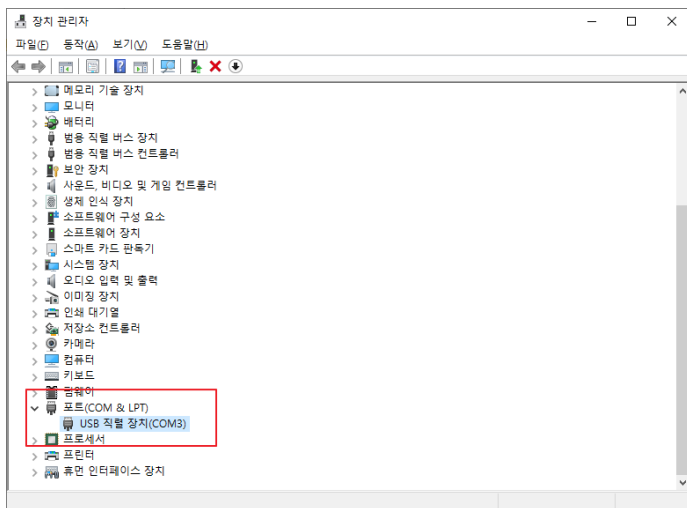 장치 관리자
파일(F) 동작(A) 보기(V) 도움말(H)
메모리 기술 장치
모니터
배터리
범용 직렬 버스 장치
범용 직렬 버스 컨트롤러
보안 장치
사운드, 비디오 및 게임 컨트롤러
생체 인식 장치
소프트웨어 구성 요소
소프트웨어 장치
스마트 카드 판독기
시스템 장치
오디오 입력 및 출력
이미징 장치
인쇄 대기열
저장소 컨트롤러
카메라
컴퓨터
키보드
펌웨어
포트(COM & LPT)
USB 직렬 장치(COM3)
프로세서
프린터
휴먼 인터페이스 장치